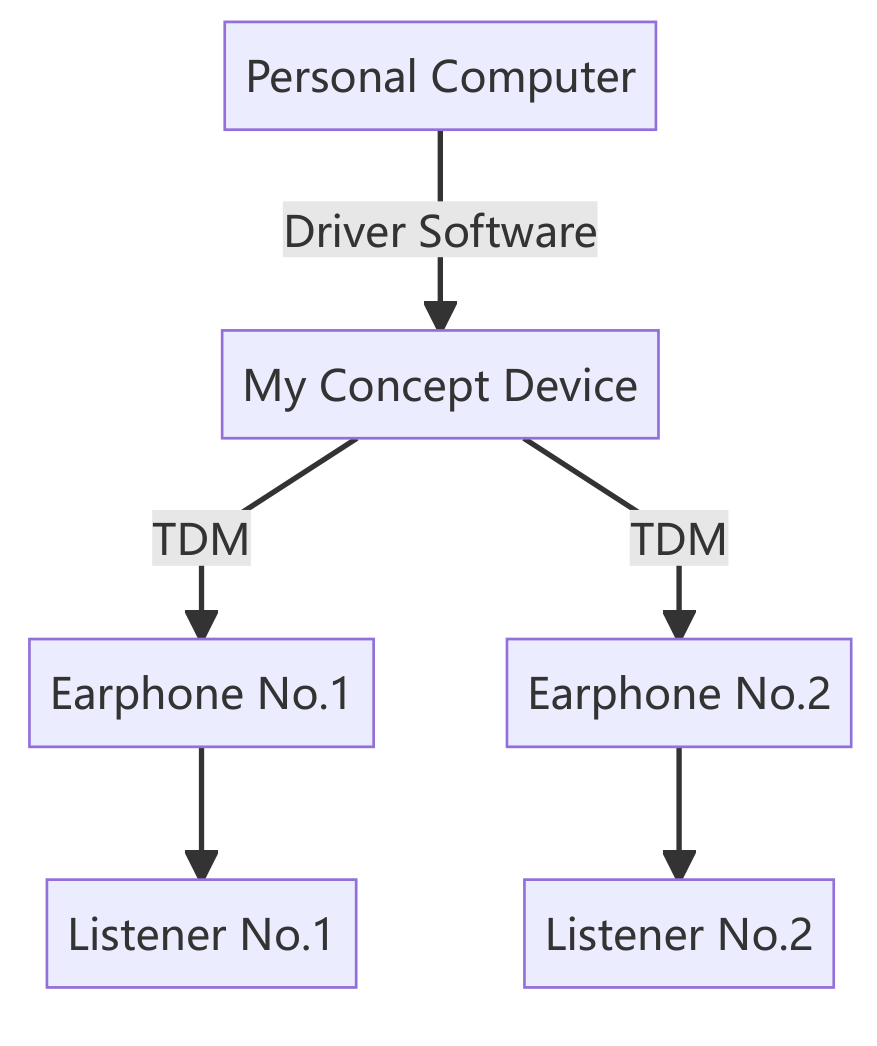 Personal Computer
Driver Software
My Concept Device
TDM
TDM
Earphone No.1
Earphone No.2
Listener No.1
Listener No.2